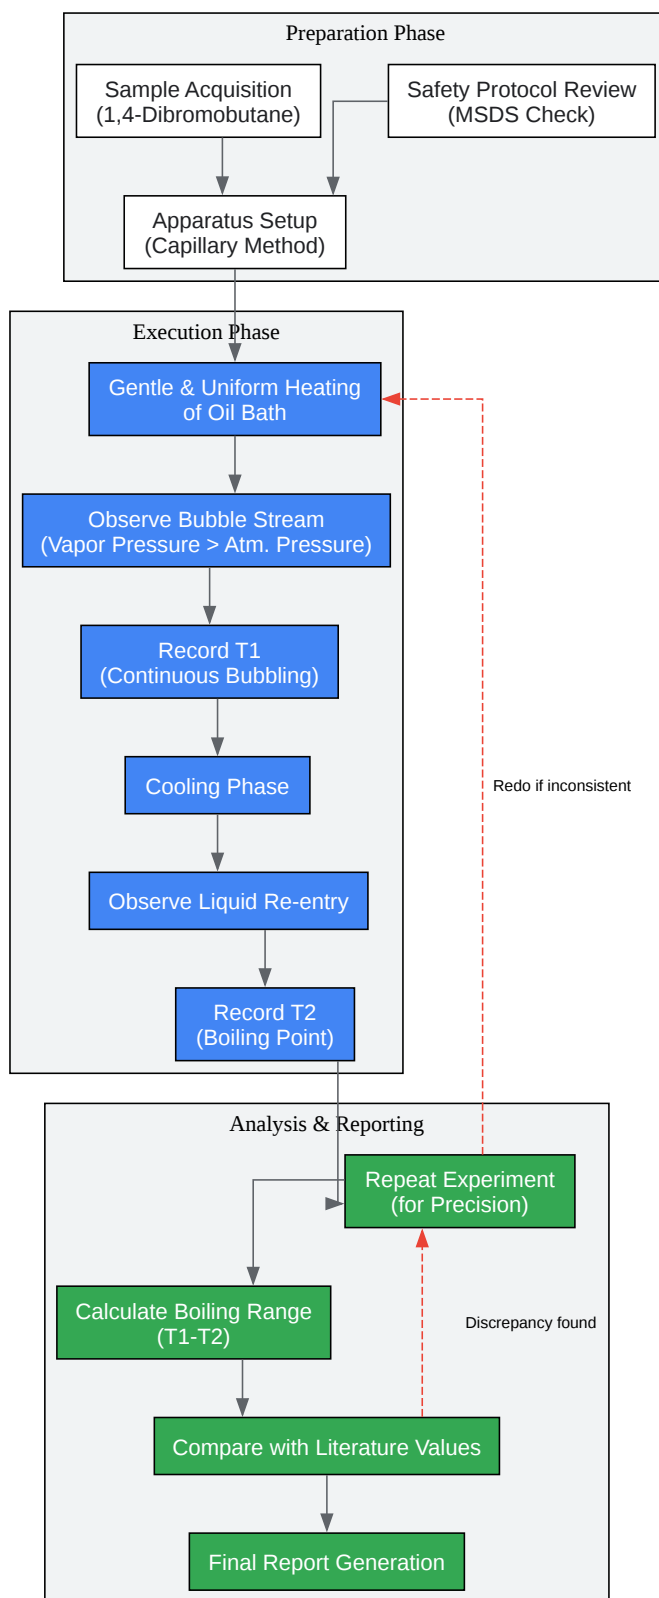 Preparation Phase
Sample Acquisition
(1,4-Dibromobutane)
Safety Protocol Review
(MSDS Check)
Apparatus Setup
(Capillary Method)
Execution Phase
Gentle & Uniform Heating
of Oil Bath
Observe Bubble Stream
(Vapor Pressure > Atm. Pressure)
Record T1
(Continuous Bubbling)
Cooling Phase
Redo if inconsistent
Observe Liquid Re-entry
Record T2
(Boiling Point)
Analysis & Reporting
Repeat Experiment
(for Precision)
Calculate Boiling Range
(T1-T2)
Discrepancy found
Compare with Literature Values
Final Report Generation